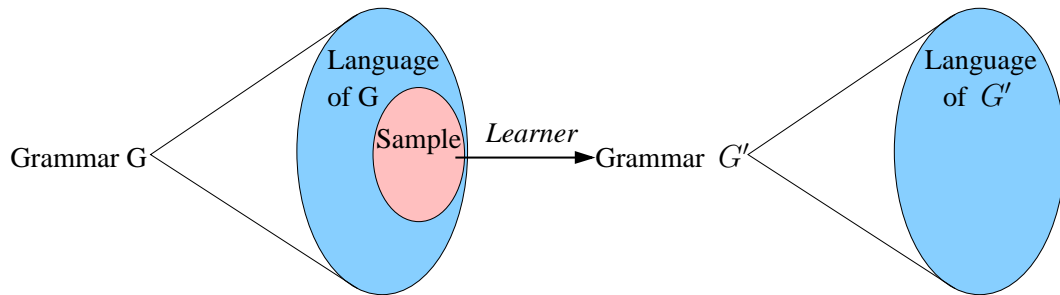 Grammar G
Language
of G
Sample
Learner
Grammar G′
Language
of G′